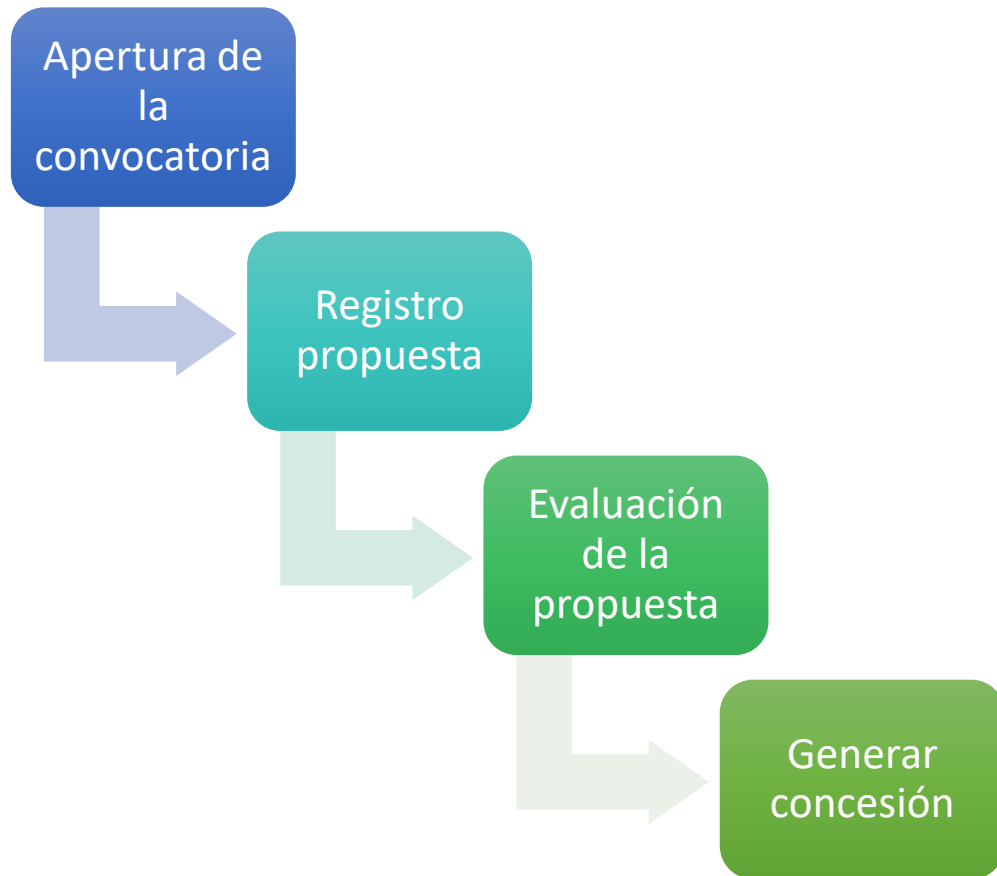 Apertura de
la
convocatoria
Registro
propuesta
Evaluación
de la
propuesta
Generar
concesión